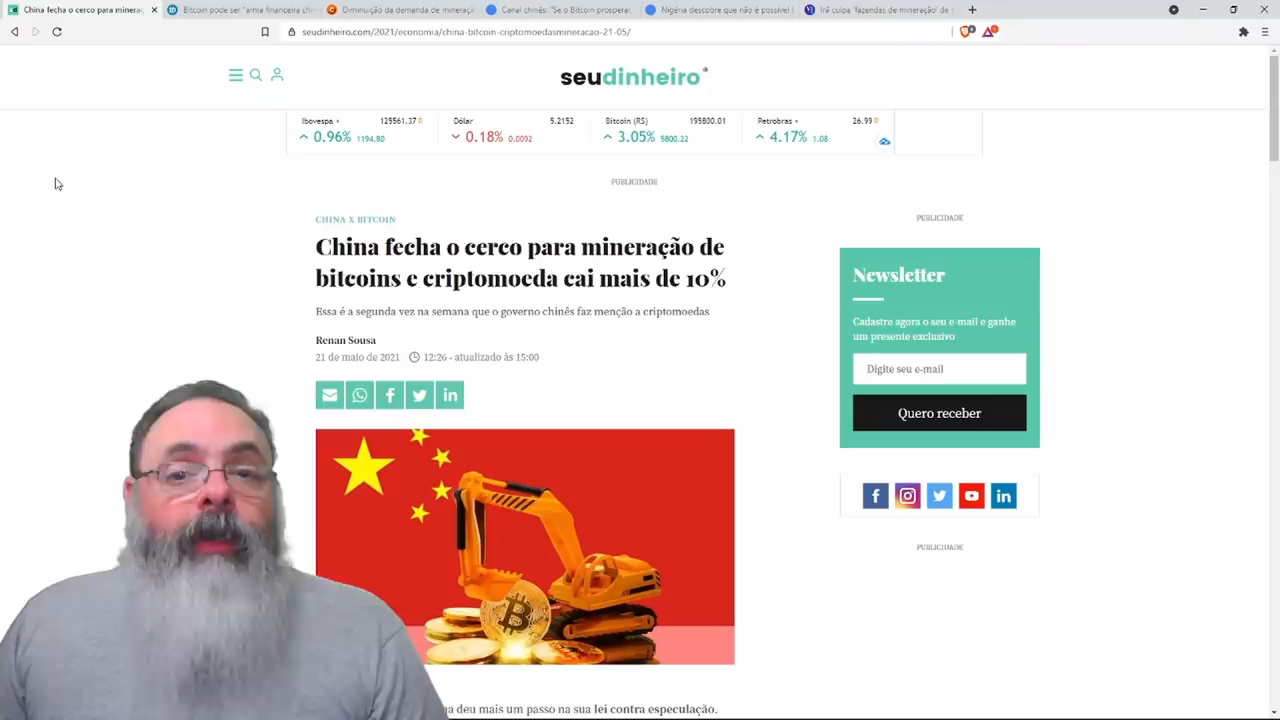 China fecha o cerco para mineraç
Bitcoin pode ser "arma financeira chi
Diminuição da demanda de mineraçã
Canal chinês: "Se o Bitcoin prosperar,
Nigéria descobre que não é possível
Irã culpa 'fazendas de mineração' de
seudinheiro.com/2021/economia/china-bitcoin-criptomoedasmineracao-21-05/
seudinheiro
Ibovespa 125561.37
0.96% 1194.80
Dólar 5.2152
0.18% 0.0092
Bitcoin (R$) 195800.01
3.05% 5800.22
Petrobras 26.99
4.17% 1.08
PUBLICIDADE
CHINA X BITCOIN
China fecha o cerco para mineração de
bitcoins e criptomoeda cai mais de 10%
Essa é a segunda vez na semana que o governo chinês faz menção a criptomoedas
Renan Sousa
21 de maio de 2021 12:26 - atualizado às 15:00
PUBLICIDADE
Newsletter
Cadastre agora o seu e-mail e ganhe
um presente exclusivo
Digite seu e-mail
Quero receber
PUBLICIDADE
na deu mais um passo na sua lei contra especulação.